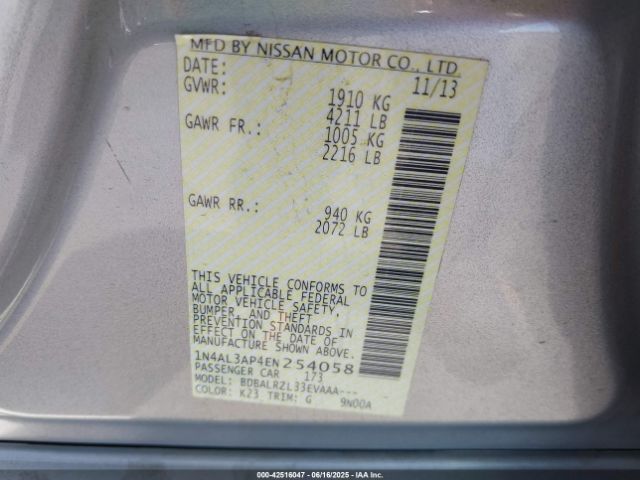 MFD BY NISSAN MOTOR CO., LTD.
DATE: 11/13
GVWR: 1910 KG
4211 LB
GAWR FR.: 1005 KG
2216 LB
GAWR RR.: 940 KG
2072 LB
THIS VEHICLE CONFORMS TO
ALL APPLICABLE FEDERAL
MOTOR VEHICLE SAFETY,
BUMPER, AND THEFT
PREVENTION STANDARDS IN
EFFECT ON THE DATE OF
MANUFACTURE SHOWN ABOVE.
1N4AL3AP4EN254058
PASSENGER CAR 173
MODEL: BDBALRZL33EVAAA---
COLOR: K23 TRIM: G 9N00A
000-42516047 - 06/16/2025 - IAA Inc.